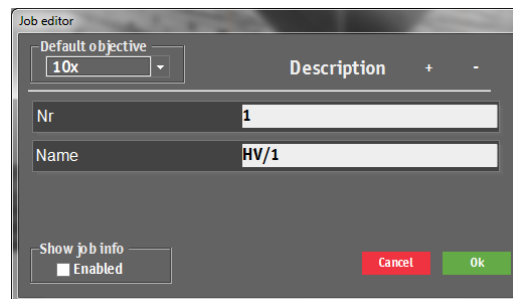 Job editor
Default objective
10x
Description + -
Nr 1
Name HV/1
Show job info
Enabled
Cancel Ok